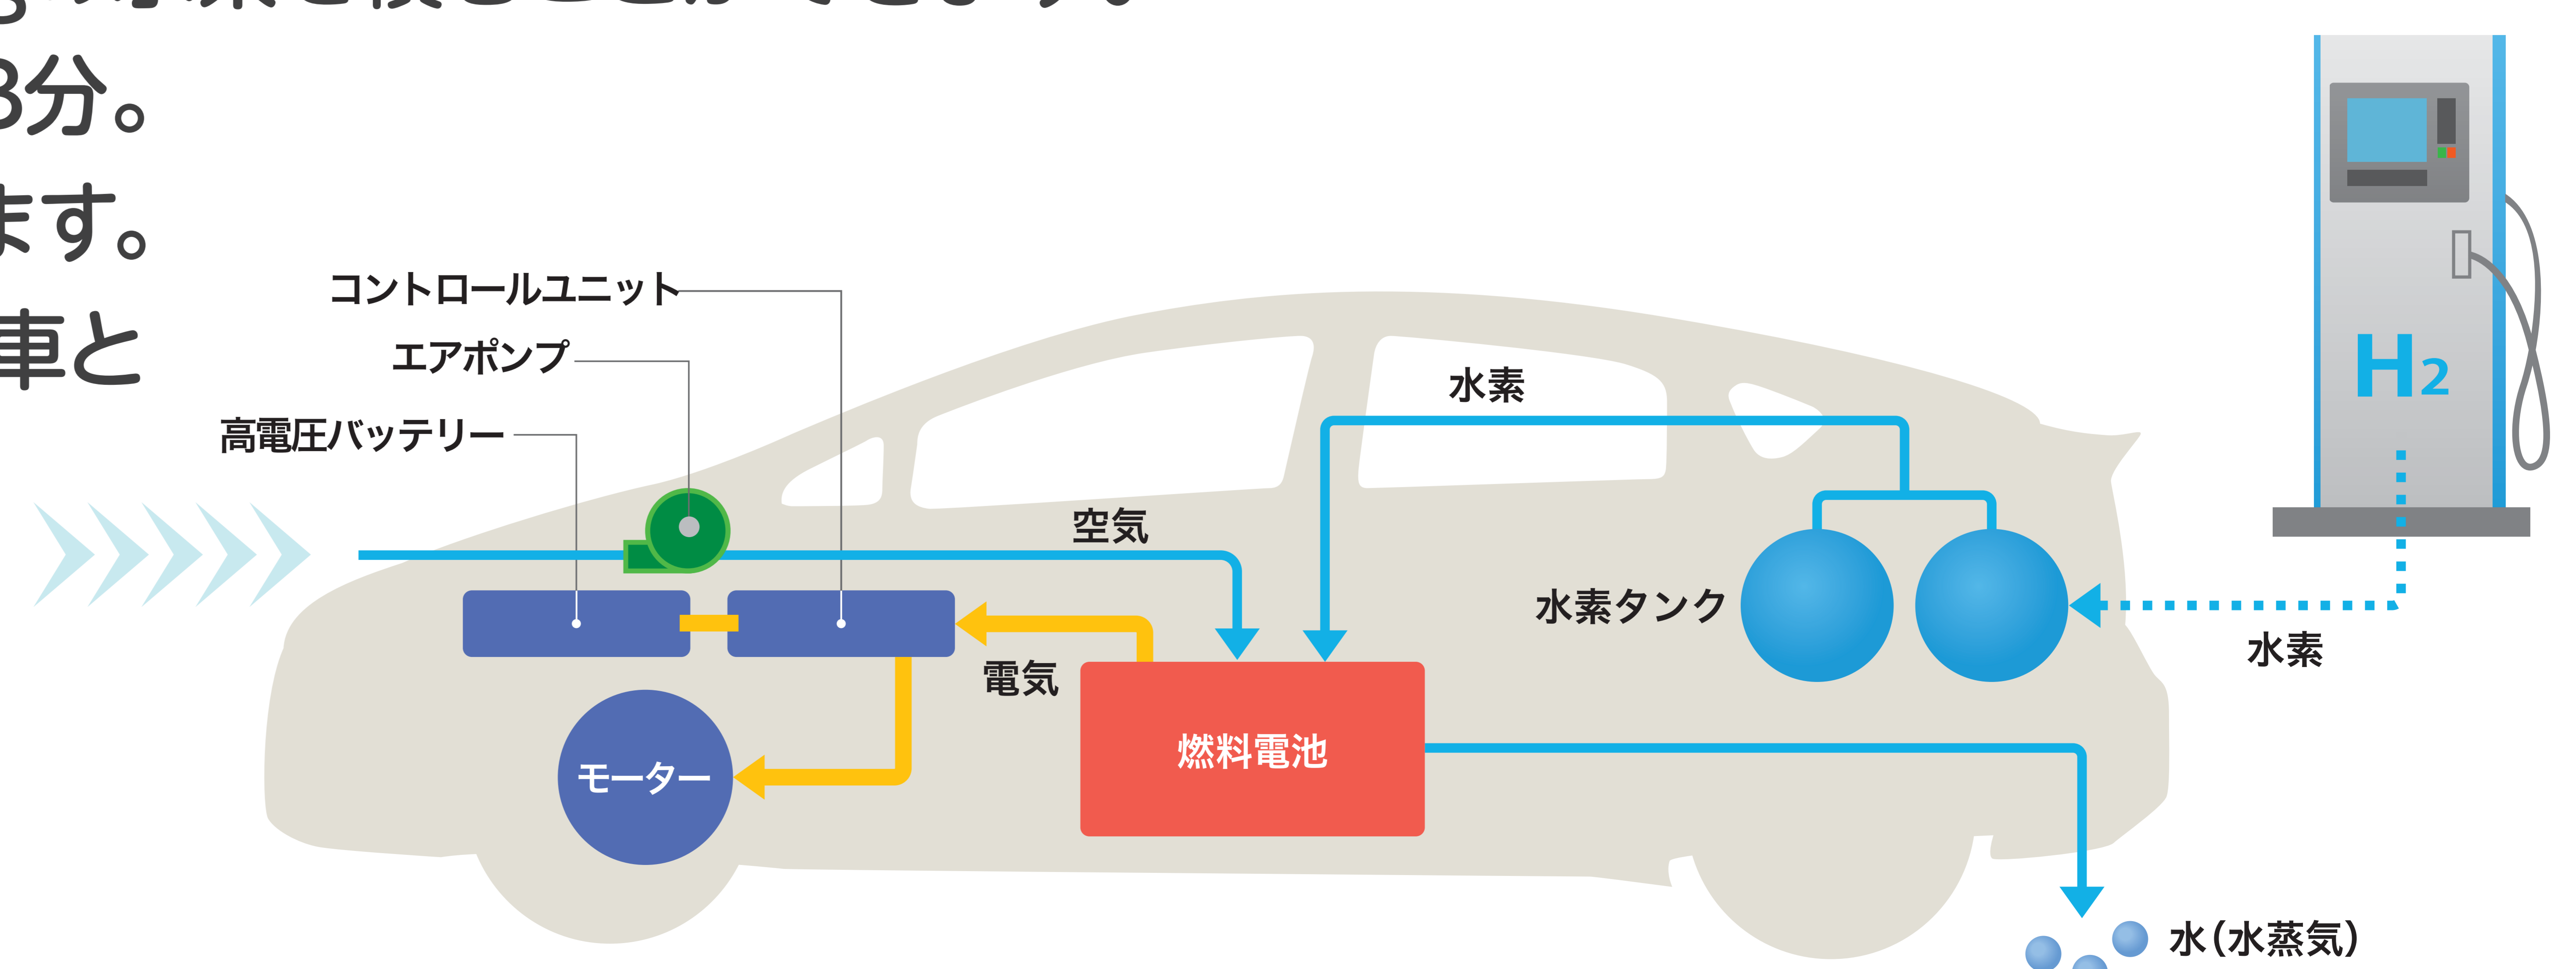 3分。
ます。
車と
コントロールユニット
エアポンプ
高電圧バッテリー
水素
空気
水素タンク
電気
水素
燃料電池
モーター
水(水蒸気)
H2